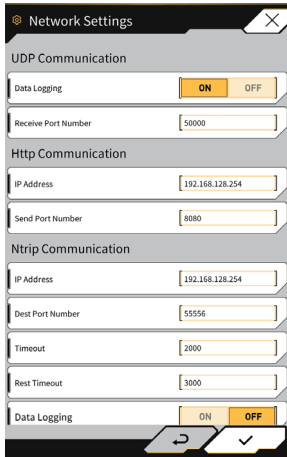 Network Settings
UDP Communication
Data Logging ON OFF
Receive Port Number 50000
Http Communication
IP Address 192.168.128.254
Send Port Number 8080
Ntrip Communication
IP Address 192.168.128.254
Dest Port Number 55556
Timeout 2000
Rest Timeout 3000
Data Logging ON OFF